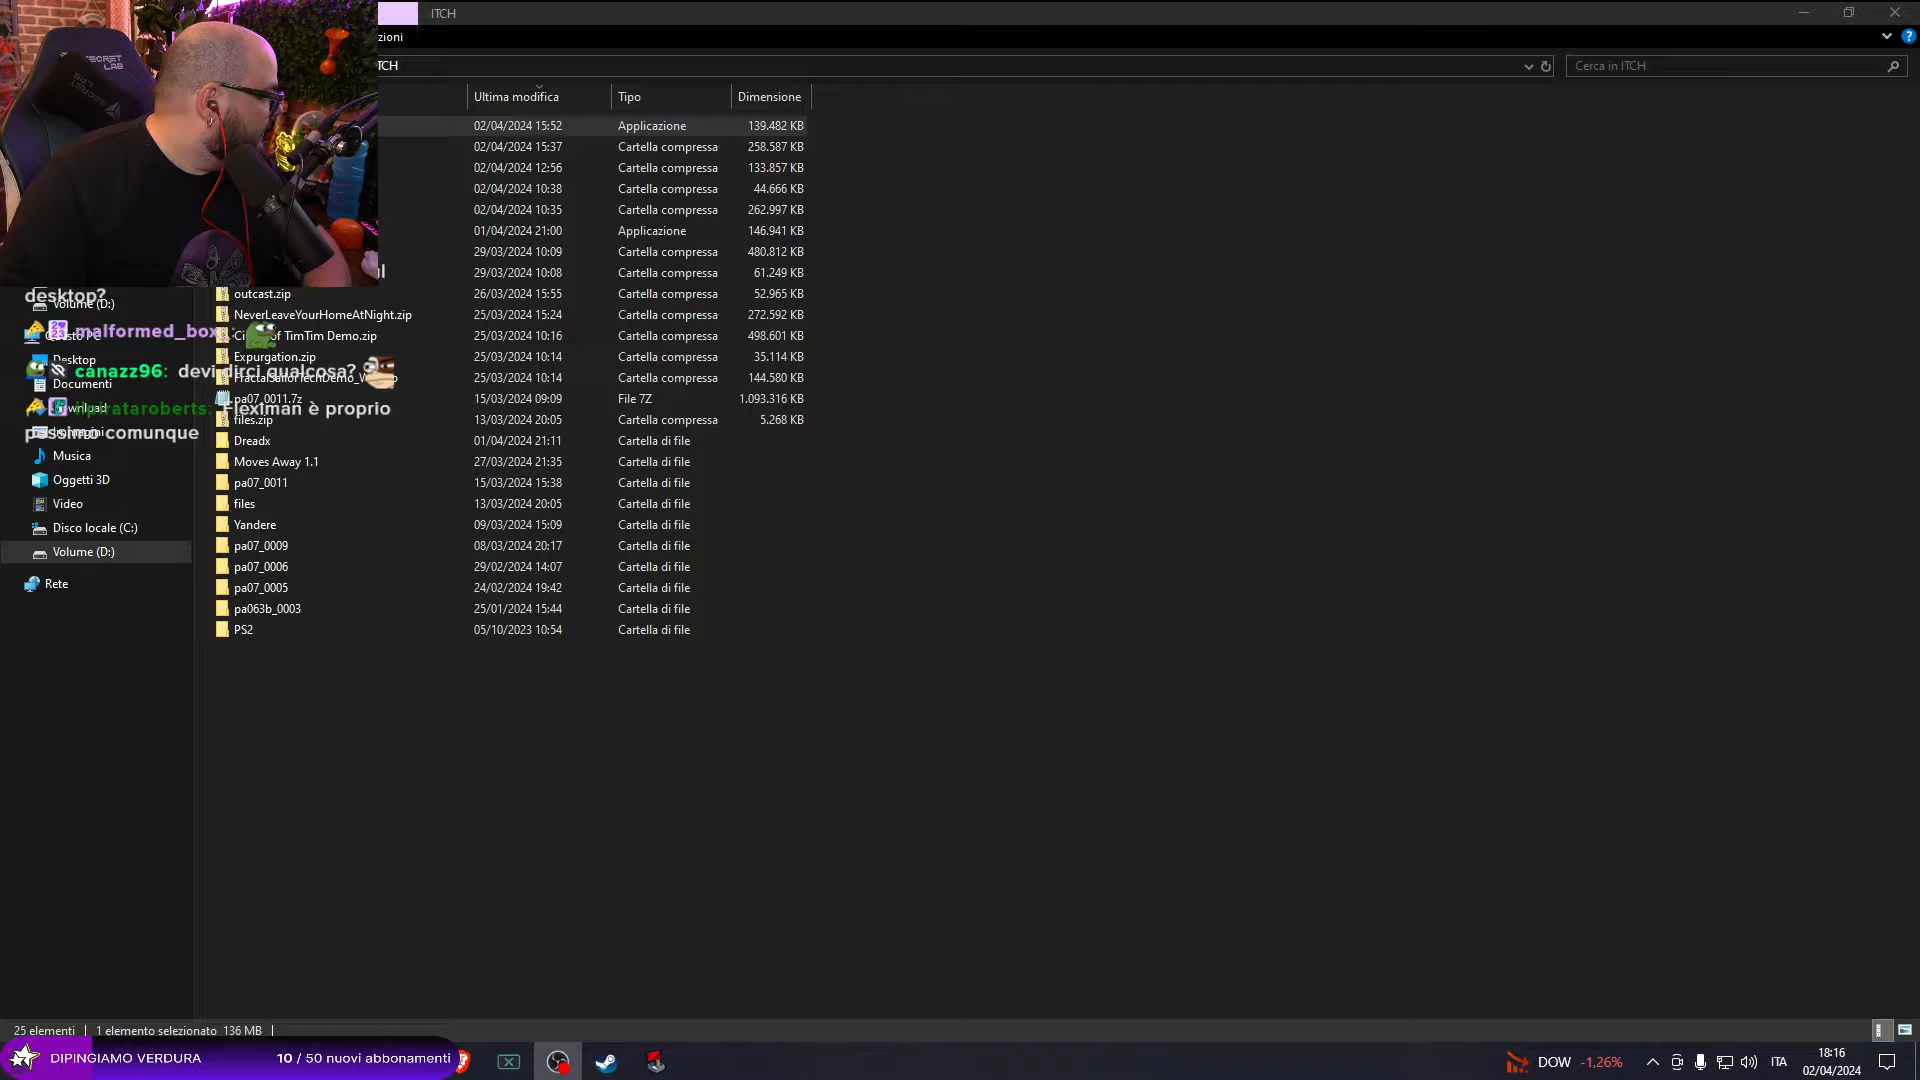 ITCH
zioni
TCH
Cerca in ITCH
SECRET LAB
Ultima modifica Tipo Dimensione
02/04/2024 15:52 Applicazione 139.482 KB
02/04/2024 15:37 Cartella compressa 258.587 KB
02/04/2024 12:56 Cartella compressa 133.857 KB
02/04/2024 10:38 Cartella compressa 44.666 KB
02/04/2024 10:35 Cartella compressa 262.997 KB
01/04/2024 21:00 Applicazione 146.941 KB
29/03/2024 10:09 Cartella compressa 480.812 KB
29/03/2024 10:08 Cartella compressa 61.249 KB
outcast.zip 26/03/2024 15:55 Cartella compressa 52.965 KB
NeverLeaveYourHomeAtNight.zip 25/03/2024 15:24 Cartella compressa 272.592 KB
of TimTim Demo.zip 25/03/2024 10:16 Cartella compressa 498.601 KB
Expurgation.zip 25/03/2024 10:14 Cartella compressa 35.114 KB
25/03/2024 10:14 Cartella compressa 144.580 KB
pa07_0011.7z 15/03/2024 09:09 File 7Z 1.093.316 KB
files.zip 13/03/2024 20:05 Cartella compressa 5.268 KB
Dreadx 01/04/2024 21:11 Cartella di file
Moves Away 1.1 27/03/2024 21:35 Cartella di file
pa07_0011 15/03/2024 15:38 Cartella di file
files 13/03/2024 20:05 Cartella di file
Yandere 09/03/2024 15:09 Cartella di file
pa07_0009 08/03/2024 20:17 Cartella di file
pa07_0006 29/02/2024 14:07 Cartella di file
pa07_0005 24/02/2024 19:42 Cartella di file
pa063b_0003 25/01/2024 15:44 Cartella di file
PS2 05/10/2023 10:54 Cartella di file
desktop?
Volume (D:)
malformed_box
Questo PC
Desktop
canazz96: devi dirci qualcosa?
Documenti
ilpirataroberts: Fleximan è proprio
Download
passimo comunque
Immagini
Musica
Oggetti 3D
Video
Disco locale (C:)
Volume (D:)
Rete
25 elementi 1 elemento selezionato 136 MB
DIPINGIAMO VERDURA 10 / 50 nuovi abbonamenti
DOW -1,26%
ITA
18:16
02/04/2024